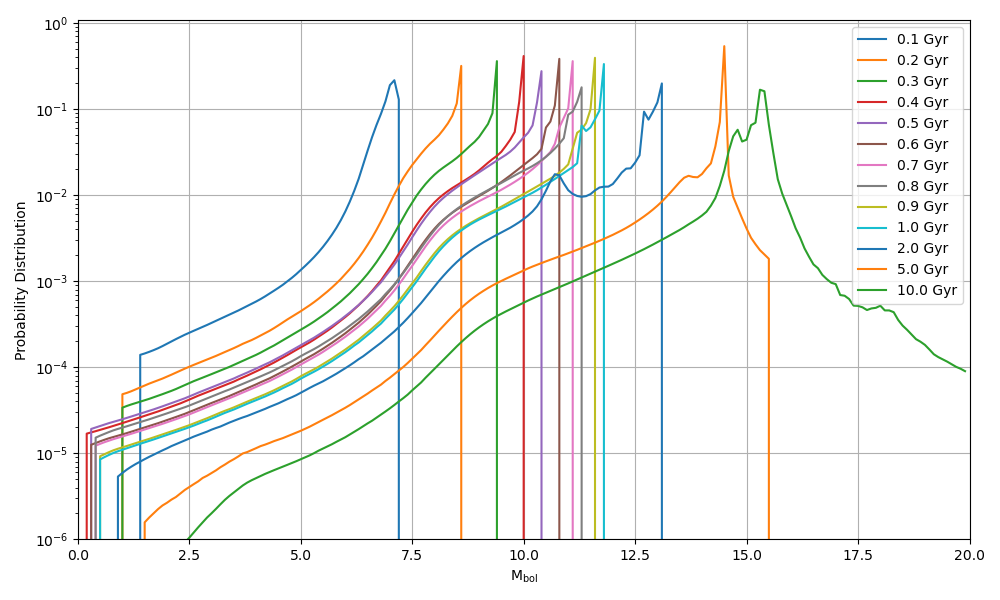 Probability Distribution
10^0
10^-1
10^-2
10^-3
10^-4
10^-5
10^-6
0.0 2.5 5.0 7.5 10.0 12.5 15.0 17.5 20.0
M_bol
0.1 Gyr
0.2 Gyr
0.3 Gyr
0.4 Gyr
0.5 Gyr
0.6 Gyr
0.7 Gyr
0.8 Gyr
0.9 Gyr
1.0 Gyr
2.0 Gyr
5.0 Gyr
10.0 Gyr